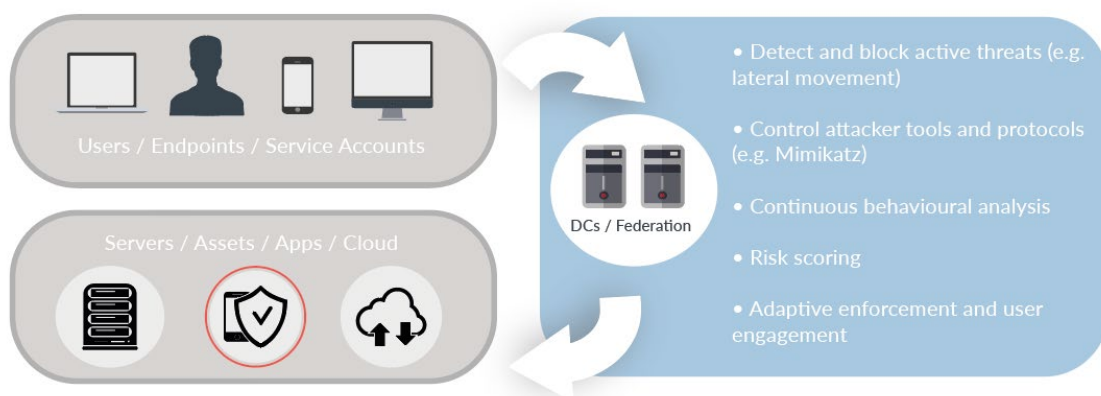 Users / Endpoints / Service Accounts
Servers / Assets / Apps / Cloud
DCs / Federation
• Detect and block active threats (e.g.
lateral movement)
• Control attacker tools and protocols
(e.g. Mimikatz)
• Continuous behavioural analysis
• Risk scoring
• Adaptive enforcement and user
engagement